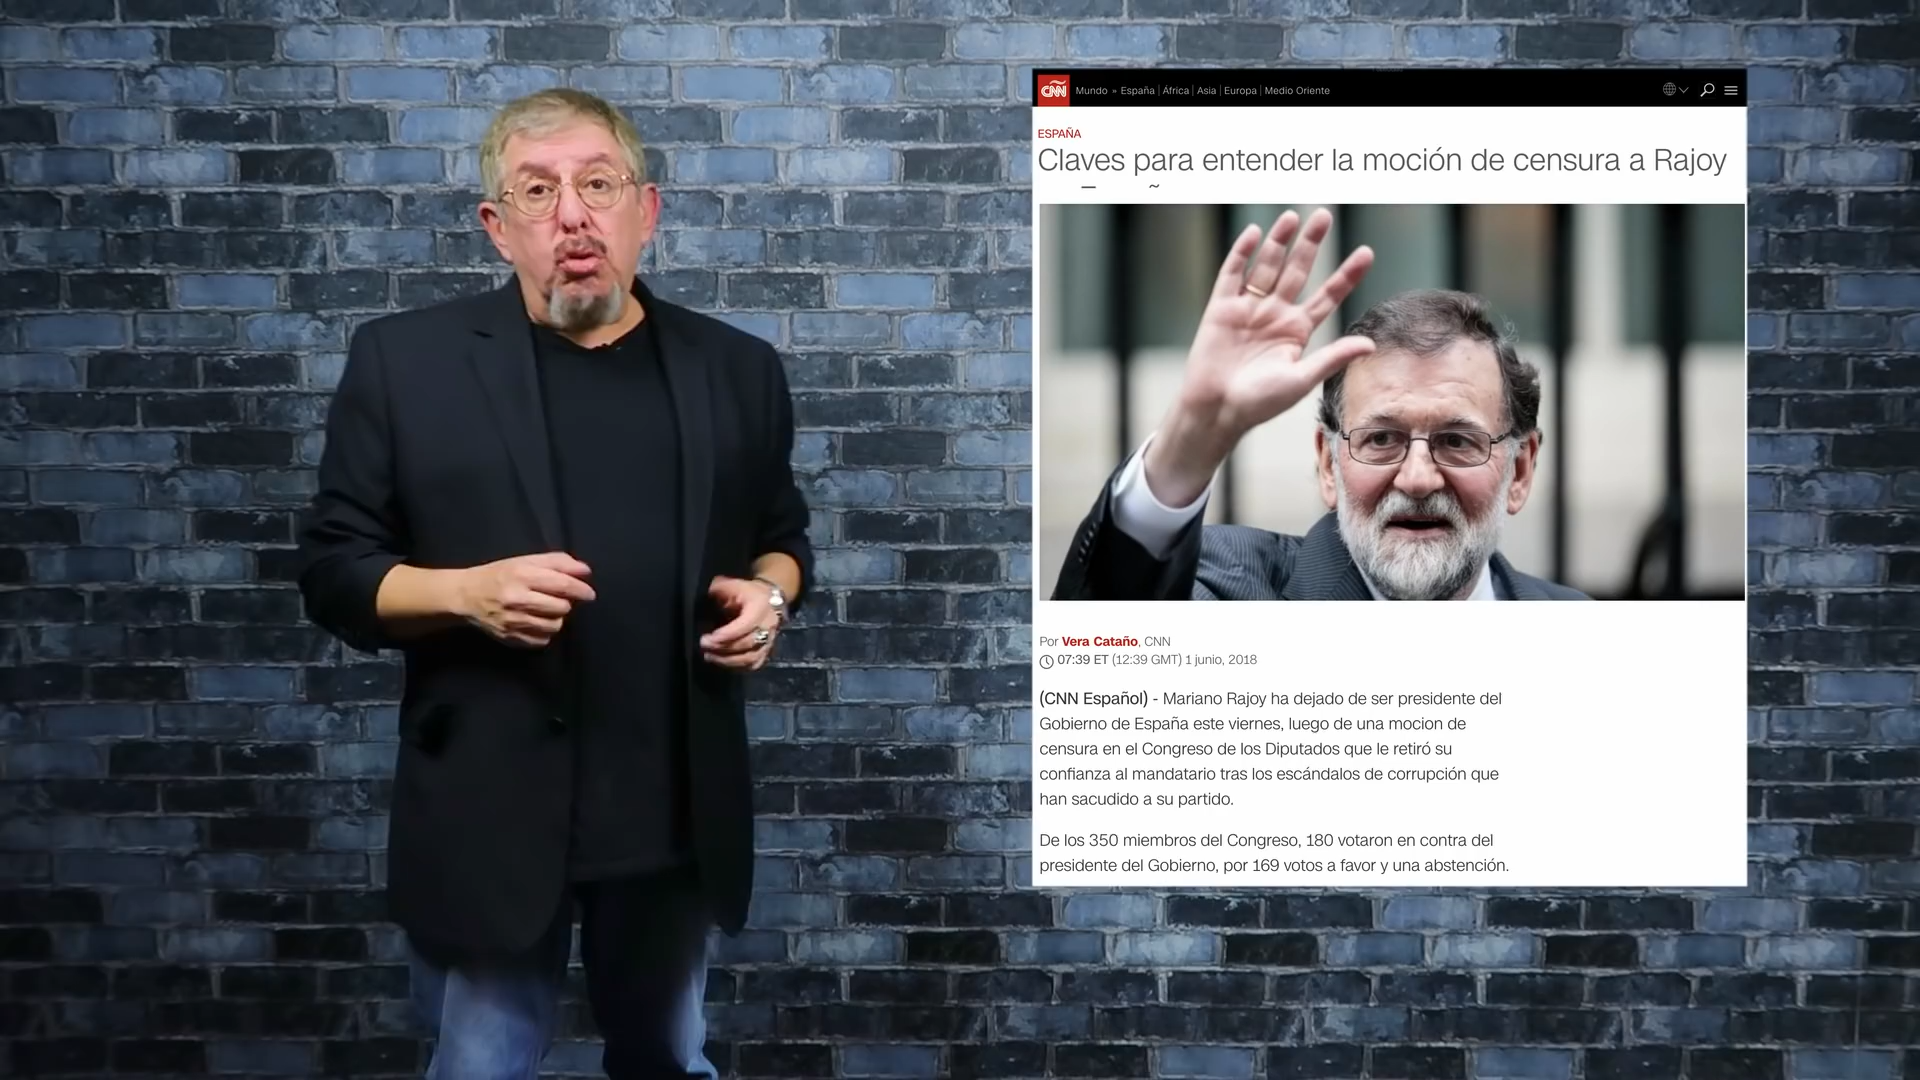 CNN
Mundo » España | África | Asia | Europa | Medio Oriente
ESPAÑA
Claves para entender la moción de censura a Rajoy
Por Vera Cataño, CNN
07:39 ET (12:39 GMT) 1 junio, 2018
(CNN Español) - Mariano Rajoy ha dejado de ser presidente del
Gobierno de España este viernes, luego de una mocion de
censura en el Congreso de los Diputados que le retiró su
confianza al mandatario tras los escándalos de corrupción que
han sacudido a su partido.
De los 350 miembros del Congreso, 180 votaron en contra del
presidente del Gobierno, por 169 votos a favor y una abstención.